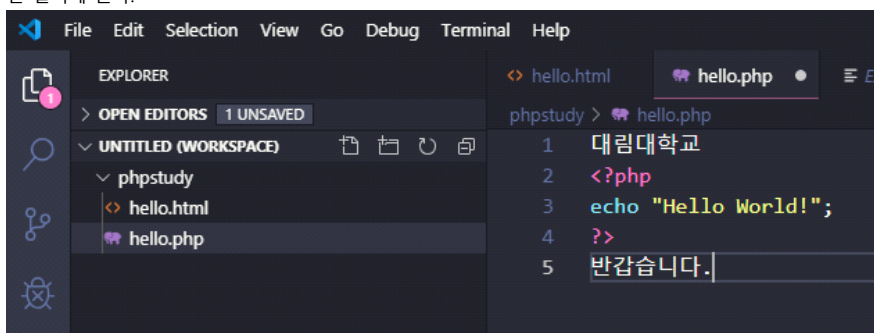 File Edit Selection View Go Debug Terminal Help
EXPLORER
OPEN EDITORS 1 UNSAVED
UNTITLED (WORKSPACE)
phpstudy
hello.html
hello.php
1
hello.html hello.php
phpstudy > hello.php
1 대림대학교
2 <?php
3 echo "Hello World!";
4 ?>
5 반갑습니다.